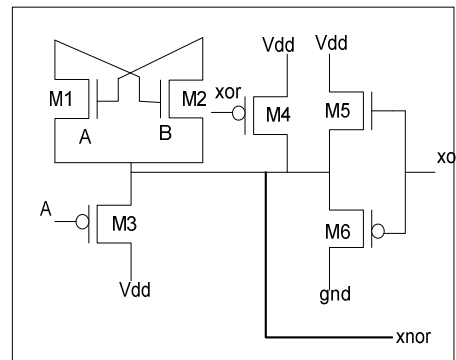 Vdd Vdd
M1 M2 xor M4 M5
A B
xo
A M3 M6
Vdd gnd
xnor